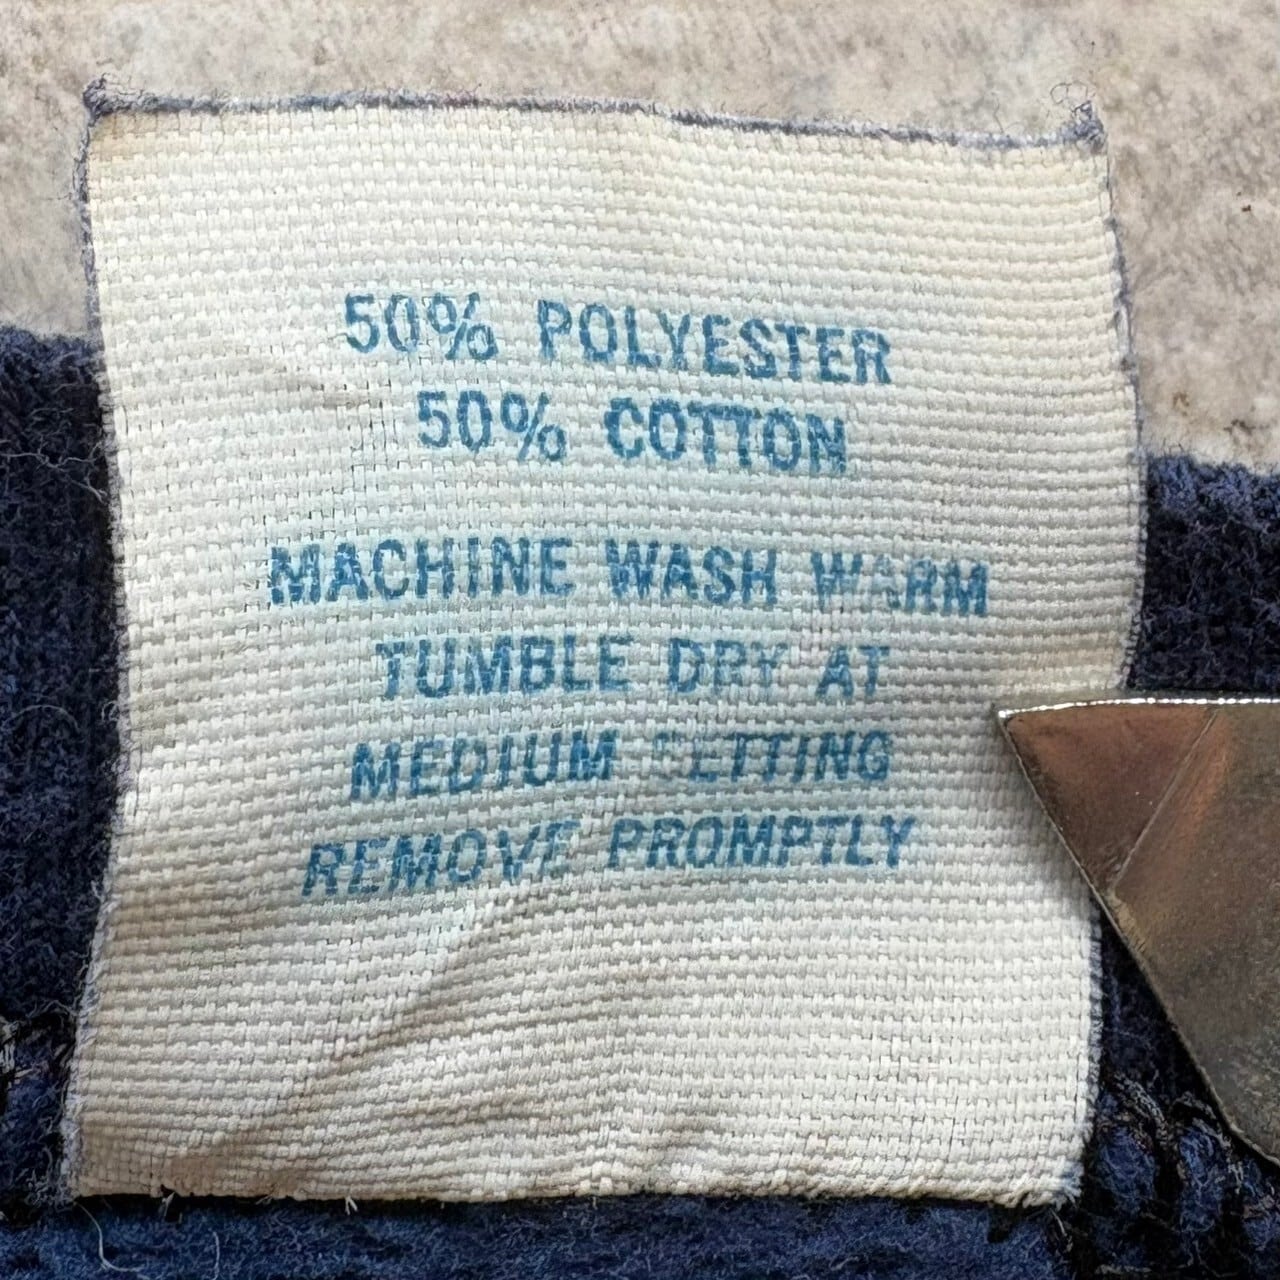 50% POLYESTER
50% COTTON
MACHINE WASH WARM
TUMBLE DRY AT
MEDIUM SETTING
REMOVE PROMPTLY